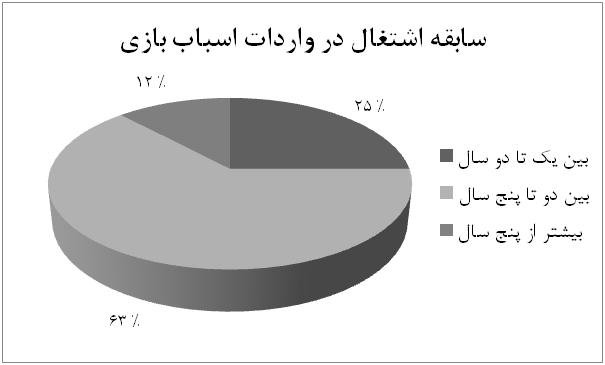 سابقه اشتغال در واردات اسباب بازی
۱۲ %
۲۵ %
بین یک تا دو سال
بین دو تا پنج سال
بیشتر از پنج سال
۶۳ %